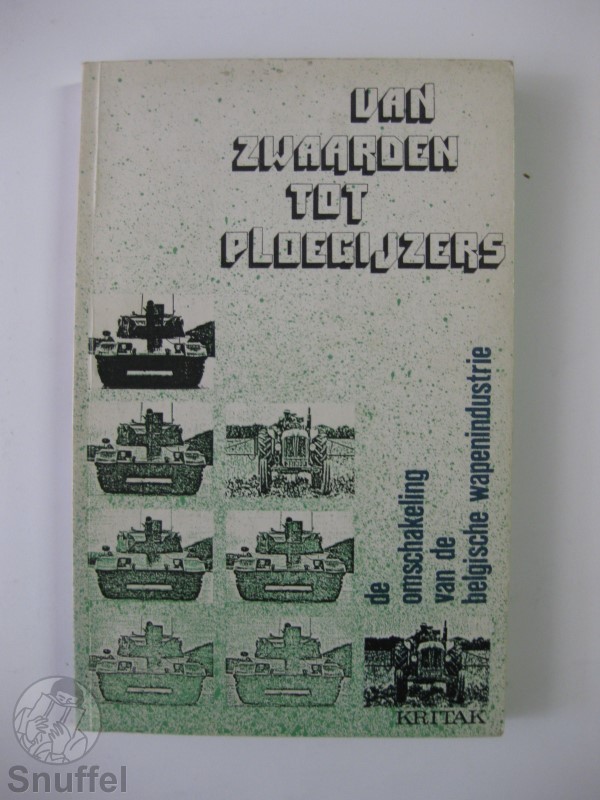 VAN
ZWAARDEN
TOT
PLOEGIJZERS
de
omschakeling
van de
belgische wapenindustrie
KRITAK
Snuffel